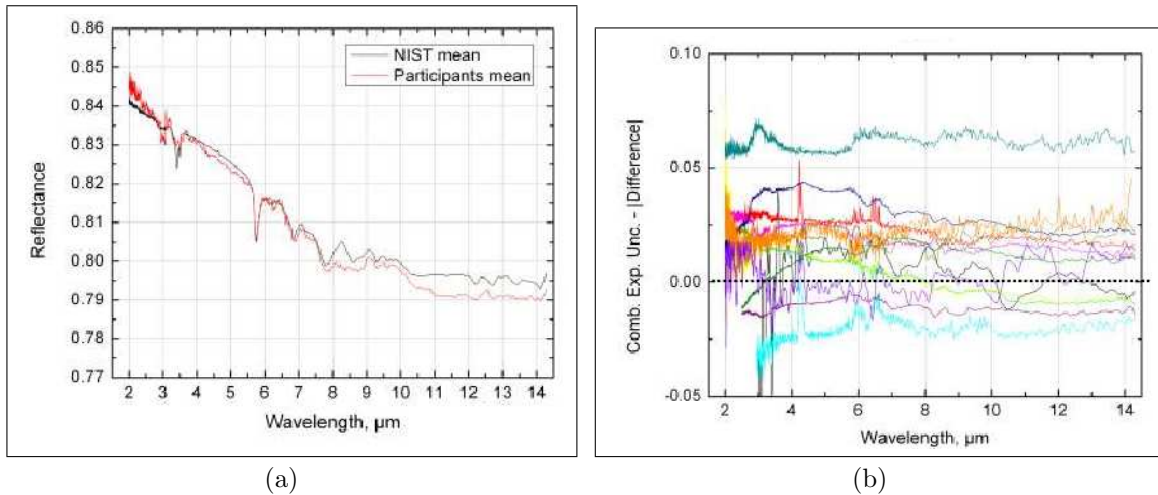 0.86
0.85
0.84
0.83
0.82
0.81
0.80
0.79
0.78
0.77
Reflectance
NIST mean
Participants mean
2 3 4 5 6 7 8 9 10 11 12 13 14
Wavelength, µm
(a)
0.10
0.05
0.00
-0.05
Comb. Exp. Unc. - |Difference|
2 4 6 8 10 12 14
Wavelength, µm
(b)